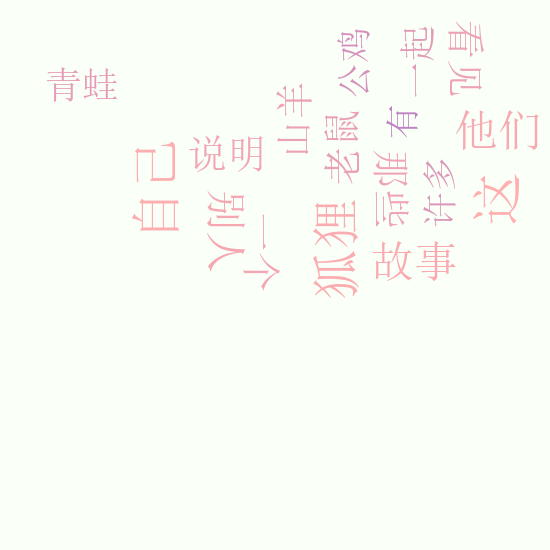 看见
一起
公鸡
青蛙
山羊
有
老鼠
他们
说明
自己
那些
许多
这
别人
一个
狐狸
故事